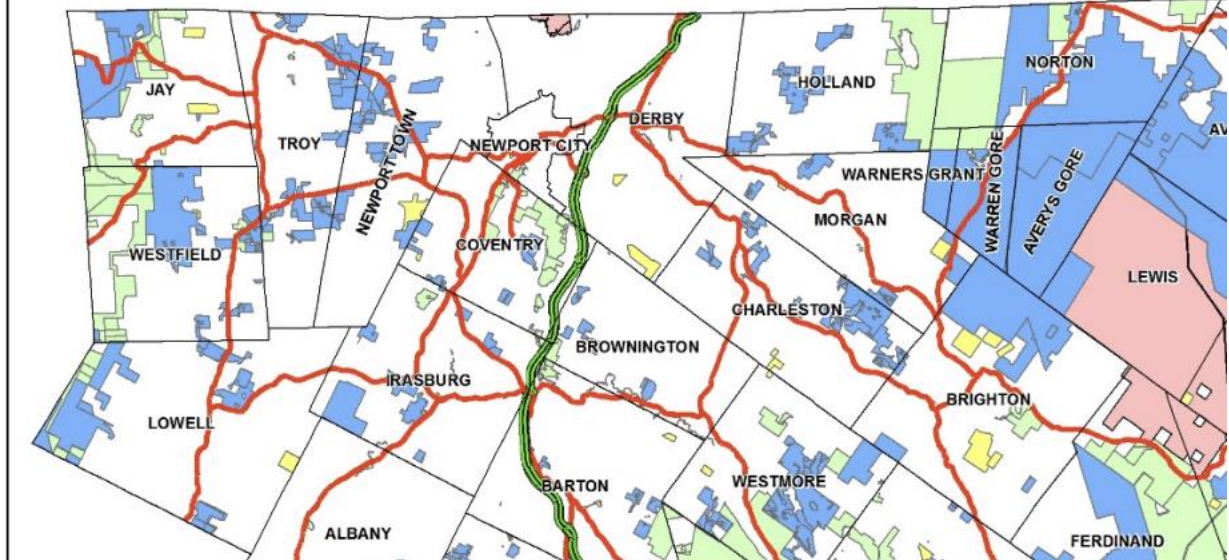 NORTON
HOLLAND
JAY
DERBY
AV
TROY
NEWPORT CITY
NEWPORT TOWN
WARNERS GRANT
WARREN GORE
AVERYS GORE
MORGAN
COVENTRY
WESTFIELD
LEWIS
CHARLESTON
BROWNINGTON
IRASBURG
BRIGHTON
LOWELL
WESTMORE
BARTON
ALBANY
FERDINAND